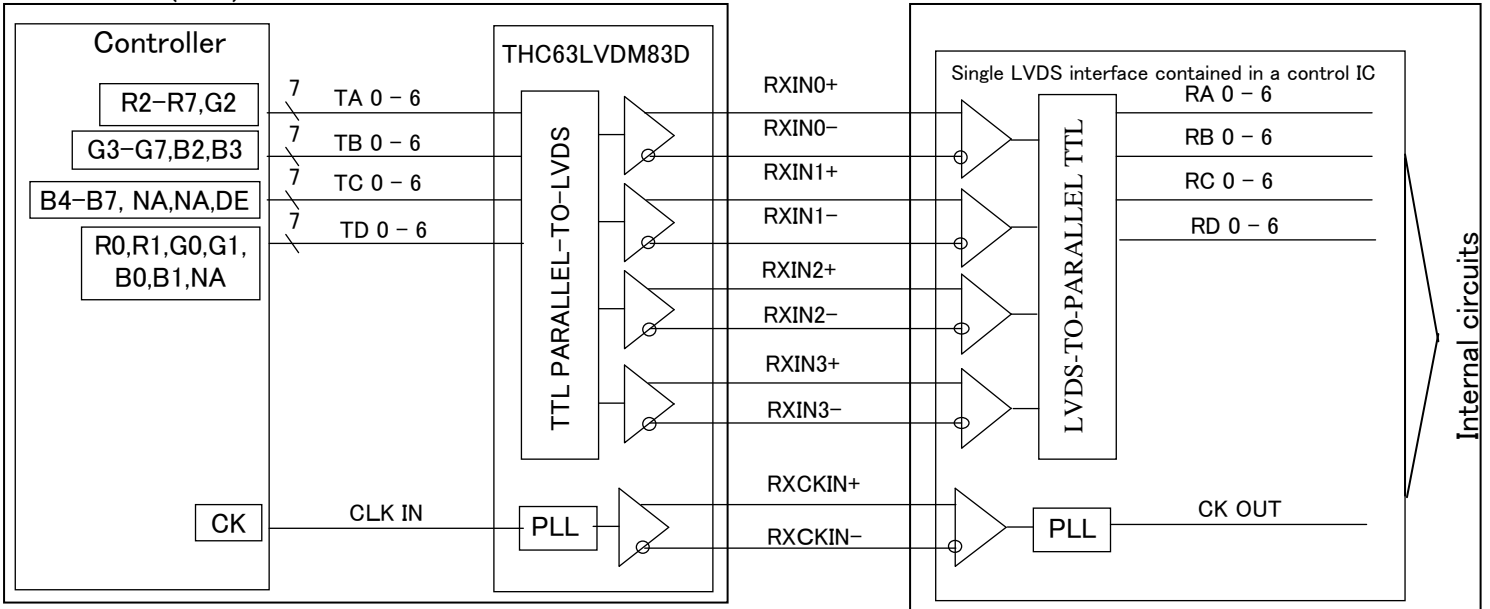 Controller
R2-R7,G2
G3-G7,B2,B3
B4-B7, NA,NA,DE
R0,R1,G0,G1,
B0,B1,NA
CK
7
TA 0 - 6
7
TB 0 - 6
7
TC 0 - 6
7
TD 0 - 6
CLK IN
THC63LVDM83D
TTL PARALLEL-TO-LVDS
PLL
RXIN0+
RXIN0-
RXIN1+
RXIN1-
RXIN2+
RXIN2-
RXIN3+
RXIN3-
RXCKIN+
RXCKIN-
Single LVDS interface contained in a control IC
LVDS-TO-PARALLEL TTL
PLL
RA 0 - 6
RB 0 - 6
RC 0 - 6
RD 0 - 6
CK OUT
Internal circuits